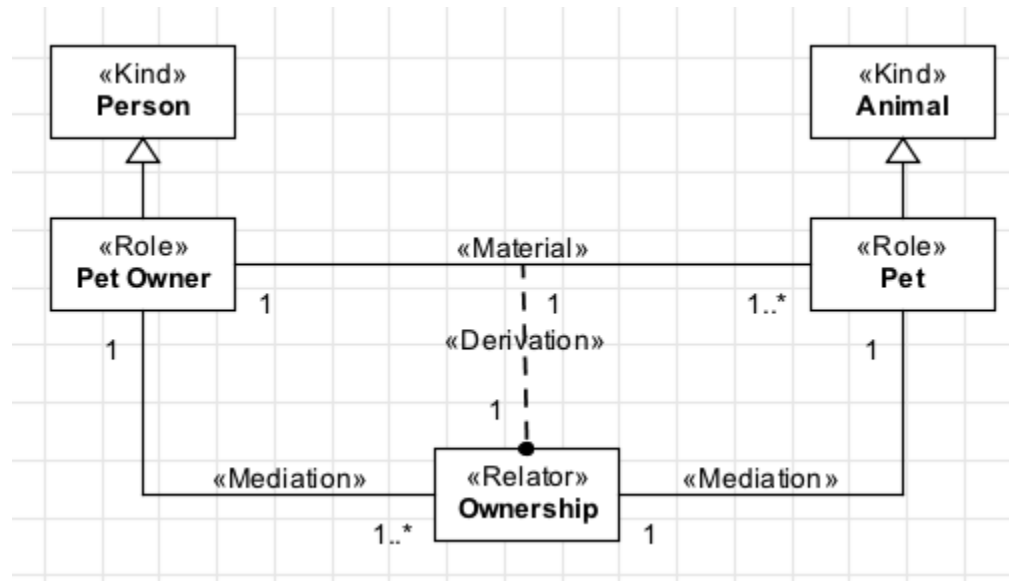 «Kind»
Person
«Kind»
Animal
«Role»
Pet Owner
«Material»
«Role»
Pet
1
1
1..*
1
«Derivation»
1
1
«Mediation»
«Relator»
Ownership
«Mediation»
1..*
1